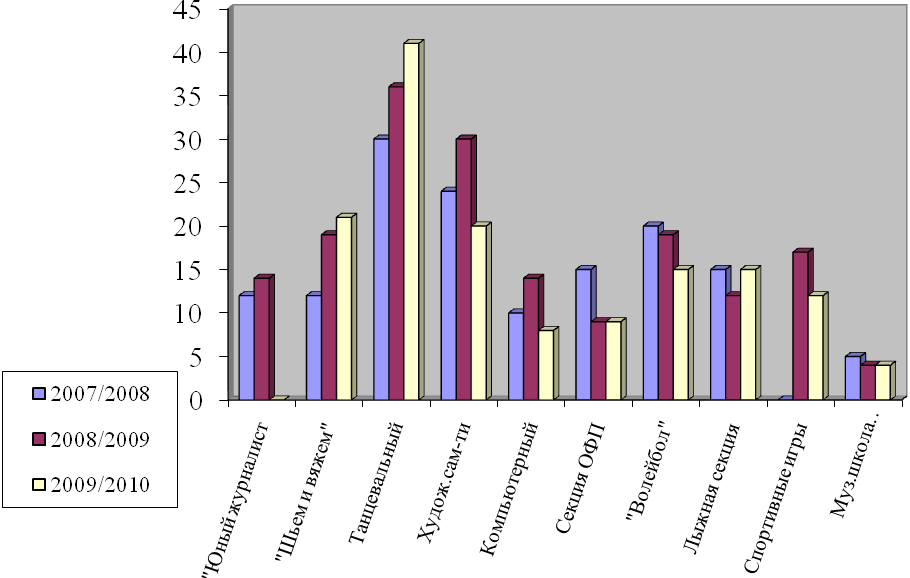 45
40
35
30
25
20
15
10
5
0
2007/2008
2008/2009
2009/2010
"Юный журналист
"Шьем и вяжем"
Танцевальный
Худож.сам-ти
Компьютерный
Секция ОФП
"Волейбол"
Лыжная секция
Спортивные игры
Муз.школа..